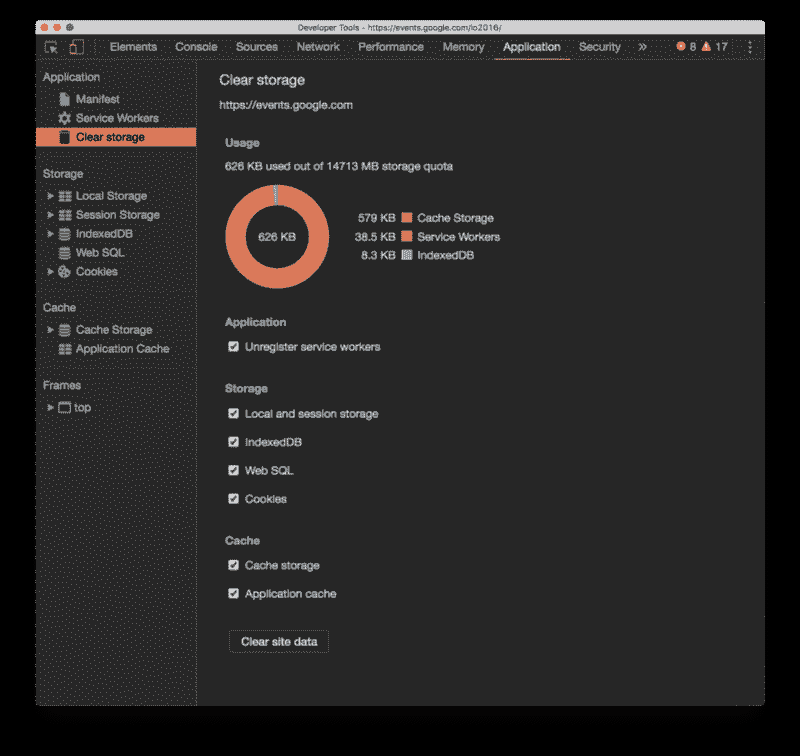 Developer Tools - https://events.google.com/io2016/
Elements Console Sources Network Performance Memory Application Security » 8 17
Application
Manifest
Service Workers
Clear storage
Storage
Local Storage
Session Storage
IndexedDB
Web SQL
Cookies
Cache
Cache Storage
Application Cache
Frames
top
Clear storage
https://events.google.com
Usage
626 KB used out of 14713 MB storage quota
626 KB
579 KB Cache Storage
38.5 KB Service Workers
8.3 KB IndexedDB
Application
Unregister service workers
Storage
Local and session storage
IndexedDB
Web SQL
Cookies
Cache
Cache storage
Application cache
Clear site data